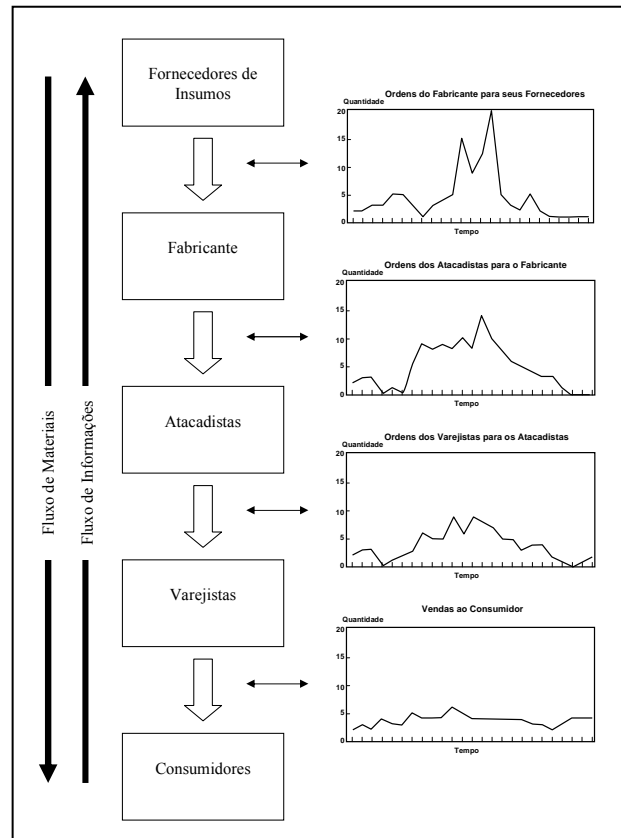 Fornecedores de
Insumos
Fabricante
Atacadistas
Varejistas
Consumidores
Fluxo de Materiais
Fluxo de Informações
Ordens do Fabricante para seus Fornecedores
Quantidade
20
15
10
5
0
Tempo
Ordens dos Atacadistas para o Fabricante
Quantidade
20
15
10
5
0
Tempo
Ordens dos Varejistas para os Atacadistas
Quantidade
20
15
10
5
0
Tempo
Vendas ao Consumidor
Quantidade
20
15
10
5
0
Tempo